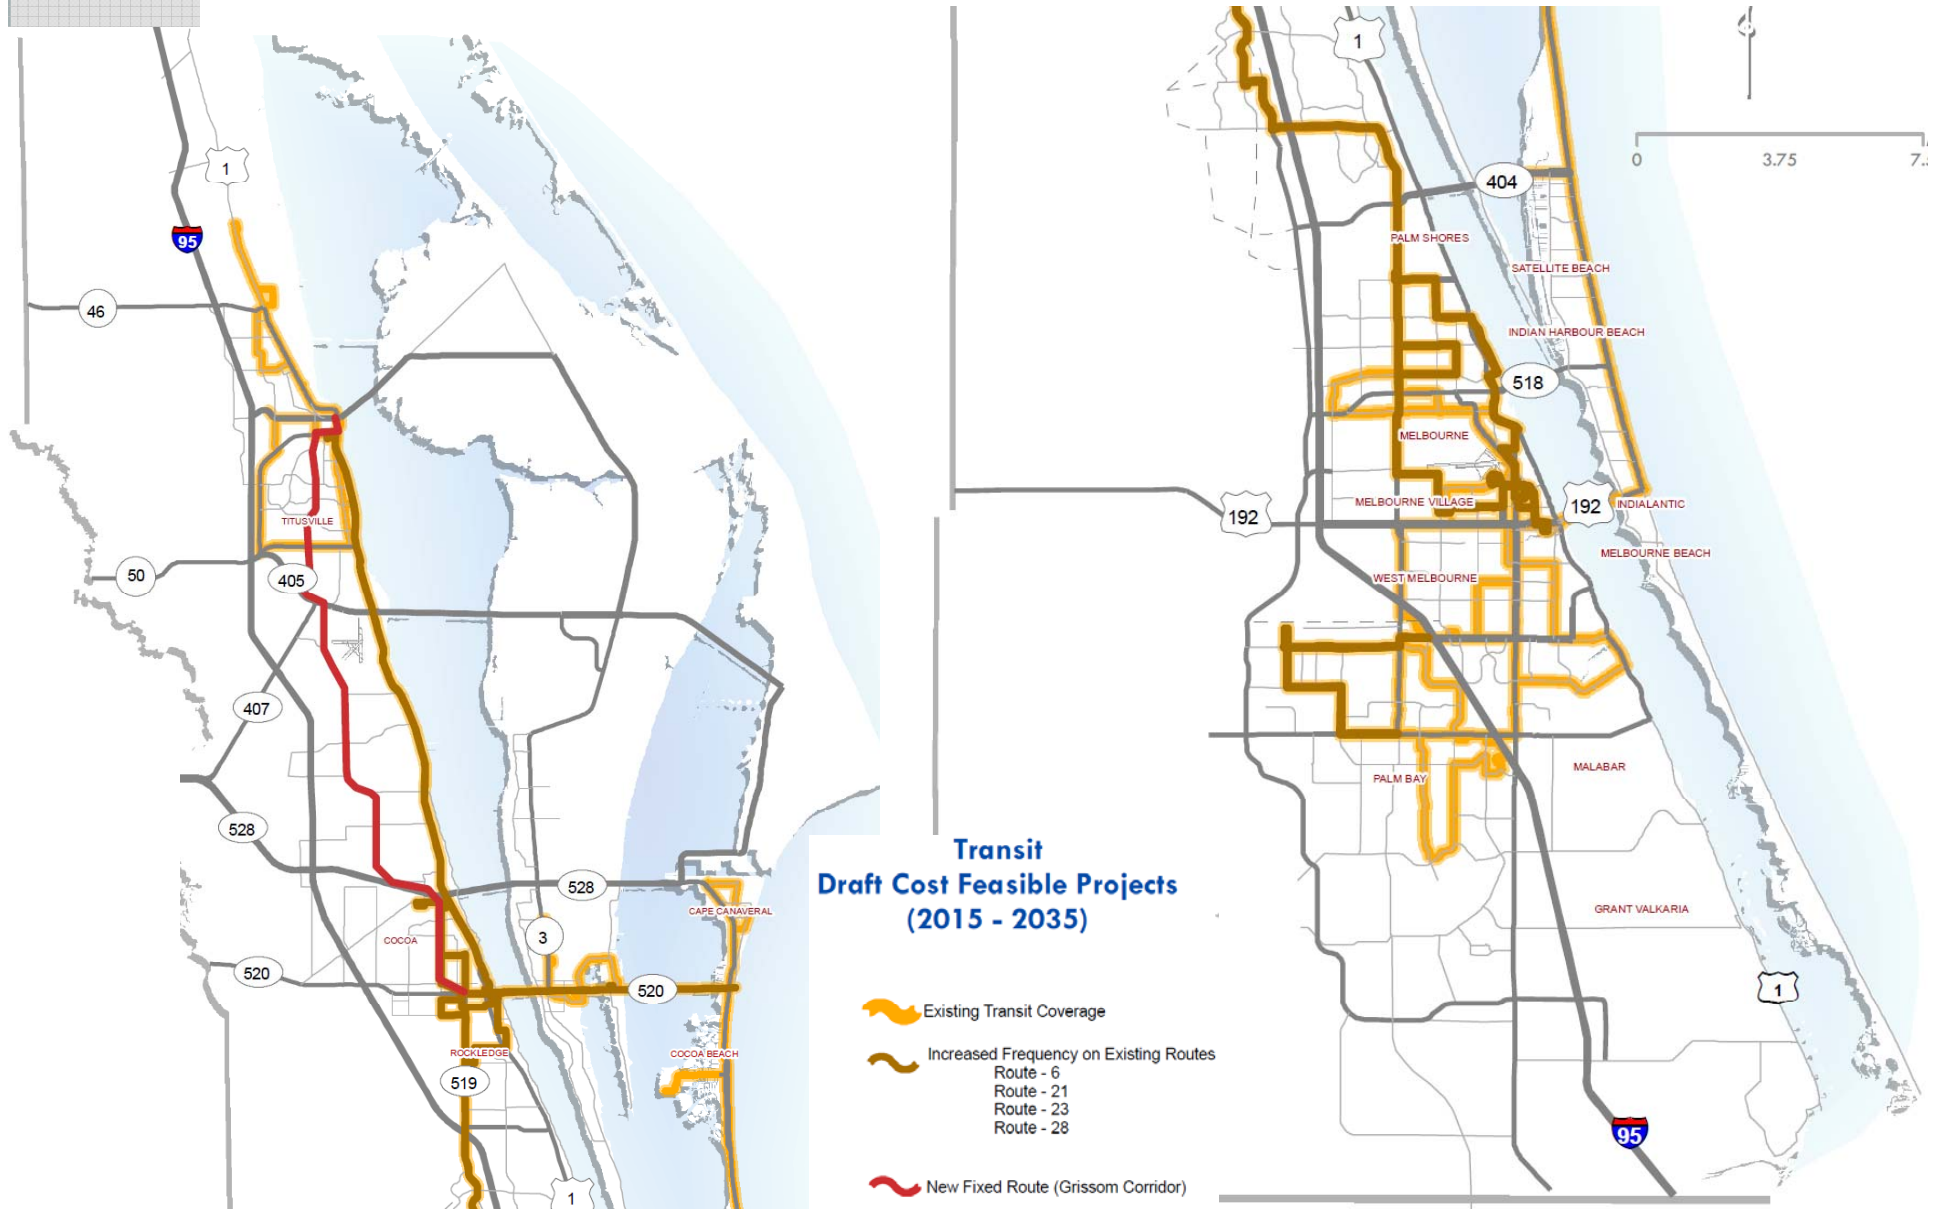 1
95
46
TITUSVILLE
50
405
407
528
528
CAPE CANAVERAL
3
COCOA
520
520
ROCKLEDGE
COCOA BEACH
519
1
1
0
3.75
404
PALM SHORES
SATELLITE BEACH
INDIAN HARBOUR BEACH
518
MELBOURNE
MELBOURNE VILLAGE
192
192
INDIALANTIC
MELBOURNE BEACH
WEST MELBOURNE
PALM BAY
MALABAR
GRANT VALKARIA
1
95
Transit
Draft Cost Feasible Projects
(2015 - 2035)
Existing Transit Coverage
Increased Frequency on Existing Routes
Route - 6
Route - 21
Route - 23
Route - 28
New Fixed Route (Grissom Corridor)